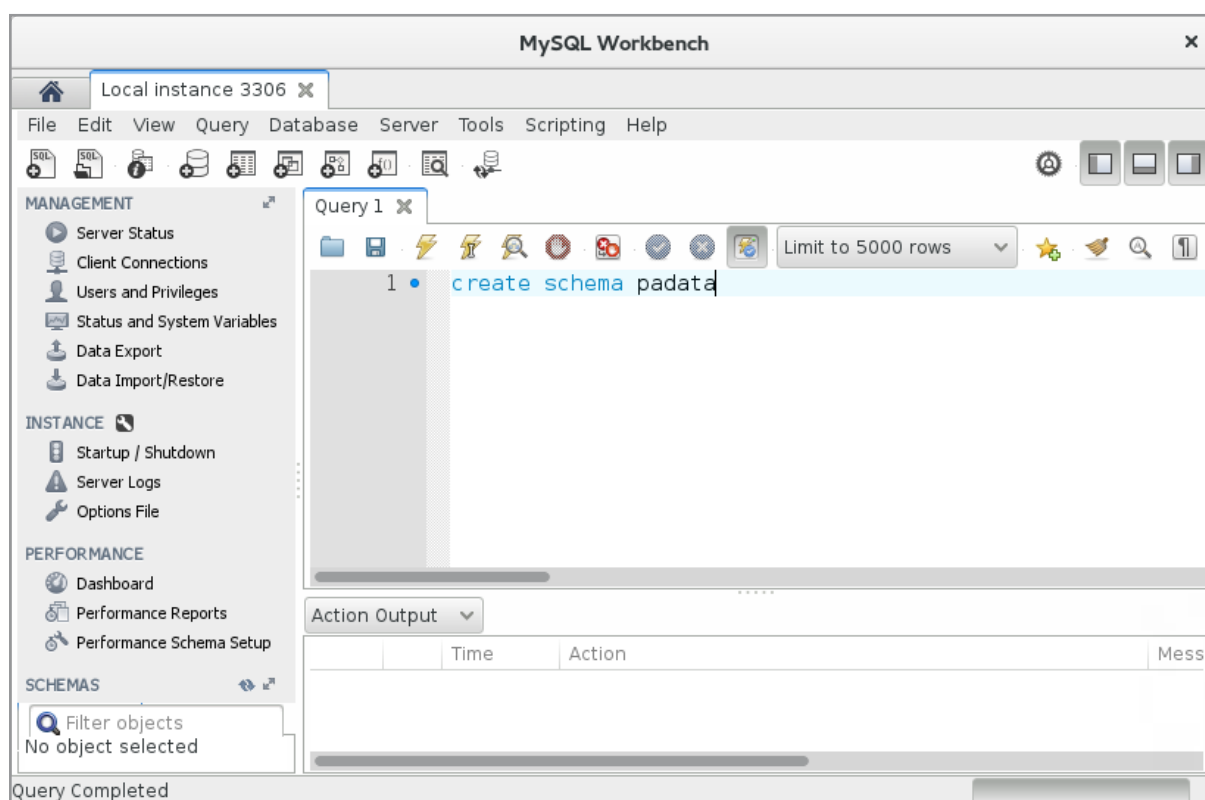 MySQL Workbench
Local instance 3306
File Edit View Query Database Server Tools Scripting Help
SQL SQL
MANAGEMENT
Server Status
Client Connections
Users and Privileges
Status and System Variables
Data Export
Data Import/Restore
INSTANCE
Startup / Shutdown
Server Logs
Options File
PERFORMANCE
Dashboard
Performance Reports
Performance Schema Setup
SCHEMAS
Filter objects
No object selected
Query 1
Limit to 5000 rows
1 create schema padata
Action Output
Time Action Mess
Query Completed